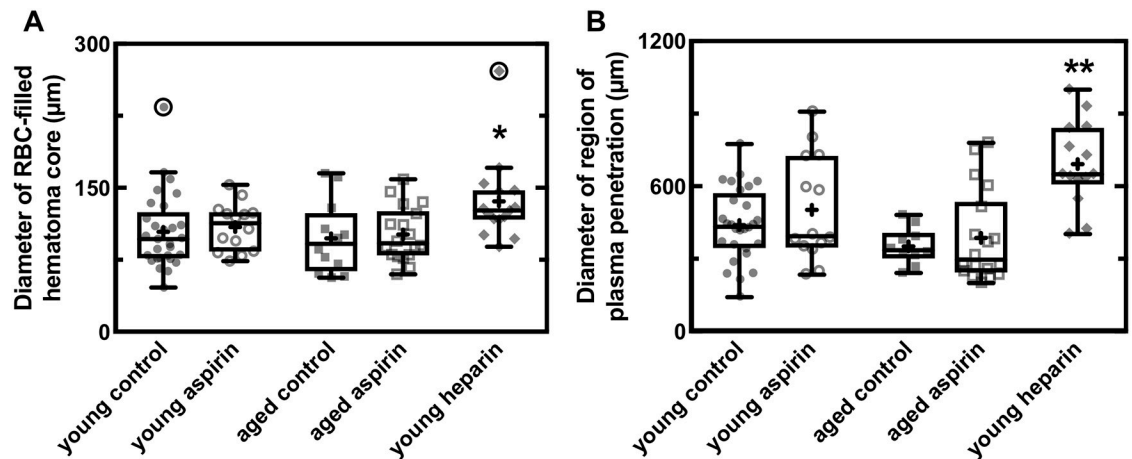 A
Diameter of RBC-filled
hematoma core (μm)
300
150
0
*
young control
young aspirin
aged control
aged aspirin
young heparin
B
Diameter of region of
plasma penetration (μm)
1200
600
0
**
young control
young aspirin
aged control
aged aspirin
young heparin